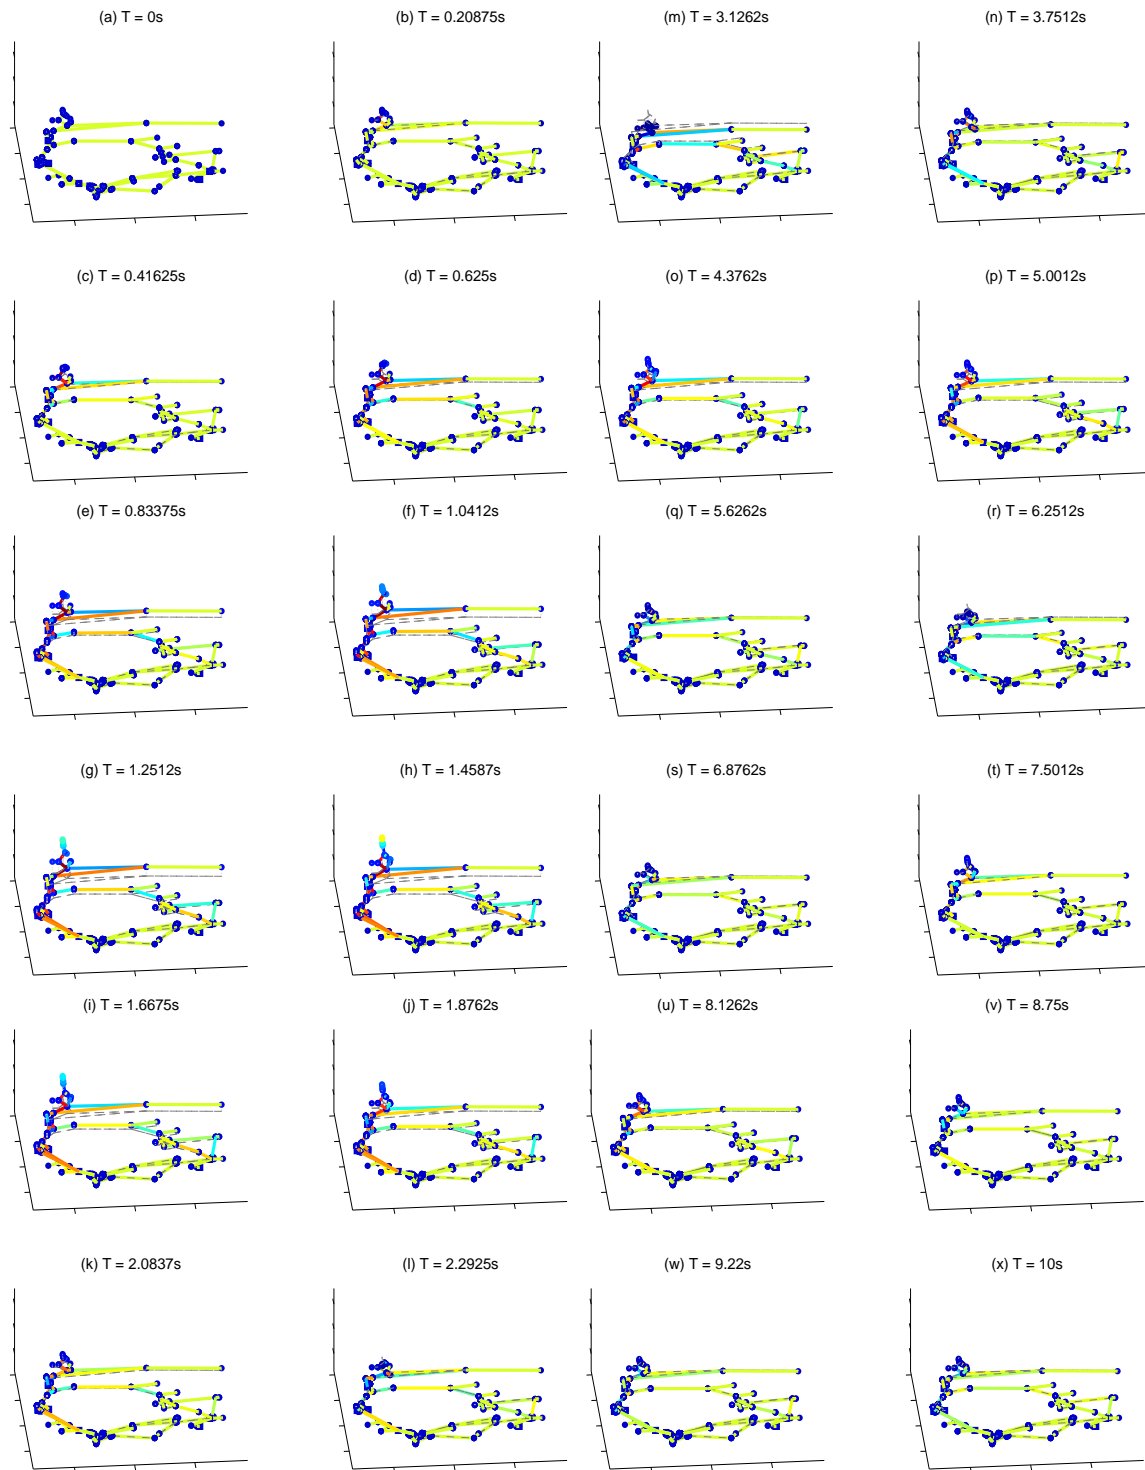 (a) T = 0s
(b) T = 0.20875s
(m) T = 3.1262s
(n) T = 3.7512s
(c) T = 0.41625s
(d) T = 0.625s
(o) T = 4.3762s
(p) T = 5.0012s
(e) T = 0.83375s
(f) T = 1.0412s
(q) T = 5.6262s
(r) T = 6.2512s
(g) T = 1.2512s
(h) T = 1.4587s
(s) T = 6.8762s
(t) T = 7.5012s
(i) T = 1.6675s
(j) T = 1.8762s
(u) T = 8.1262s
(v) T = 8.75s
(k) T = 2.0837s
(l) T = 2.2925s
(w) T = 9.22s
(x) T = 10s